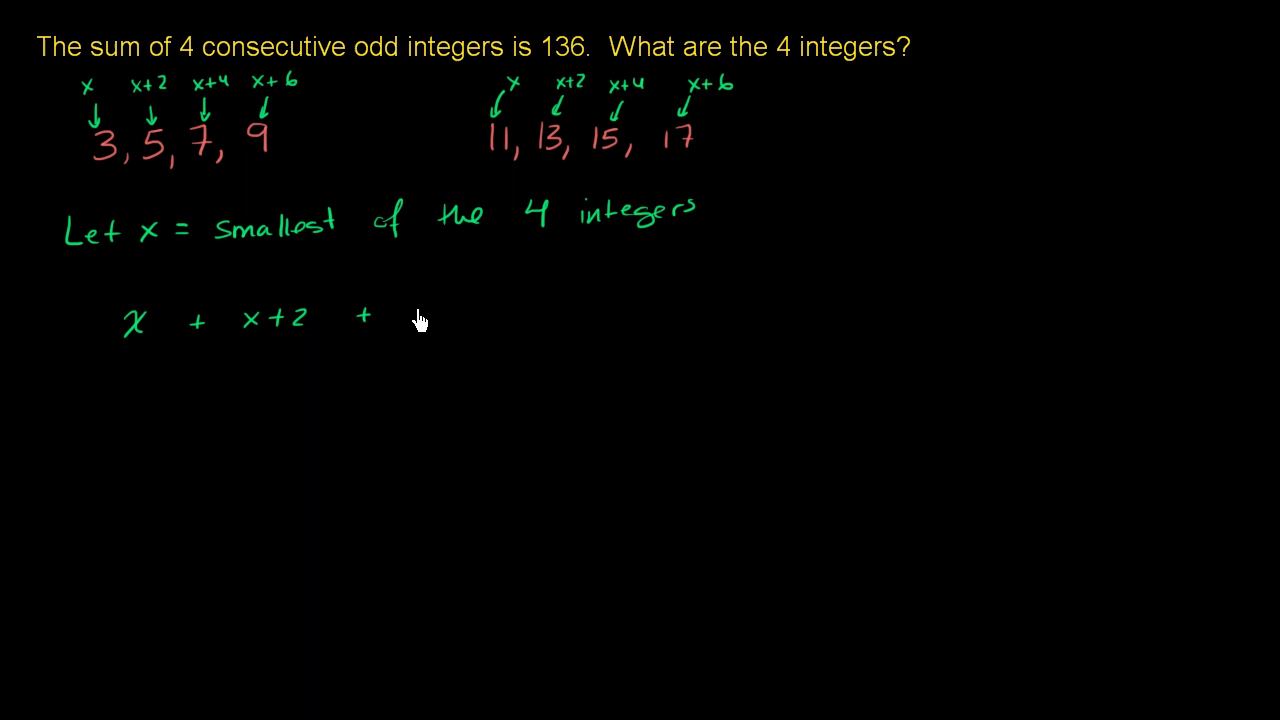 The sum of 4 consecutive odd integers is 136. What are the 4 integers?
x x+2 x+4 x+6 x x+2 x+4 x+6
3, 5, 7, 9 11, 13, 15, 17
Let x = smallest of the 4 integers
x + x+2 +